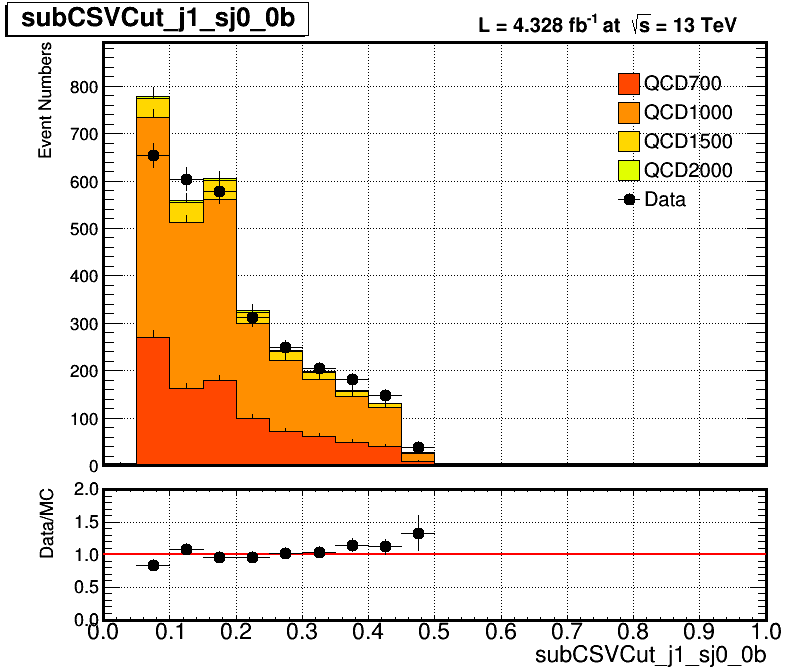 subCSVCut_j1_sj0_0b
L = 4.328 fb-1 at √s = 13 TeV
Event Numbers
800
700
600
500
400
300
200
100
0
QCD700
QCD1000
QCD1500
QCD2000
Data
Data/MC
2.0
1.5
1.0
0.5
0.0
0.0 0.1 0.2 0.3 0.4 0.5 0.6 0.7 0.8 0.9 1.0
subCSVCut_j1_sj0_0b